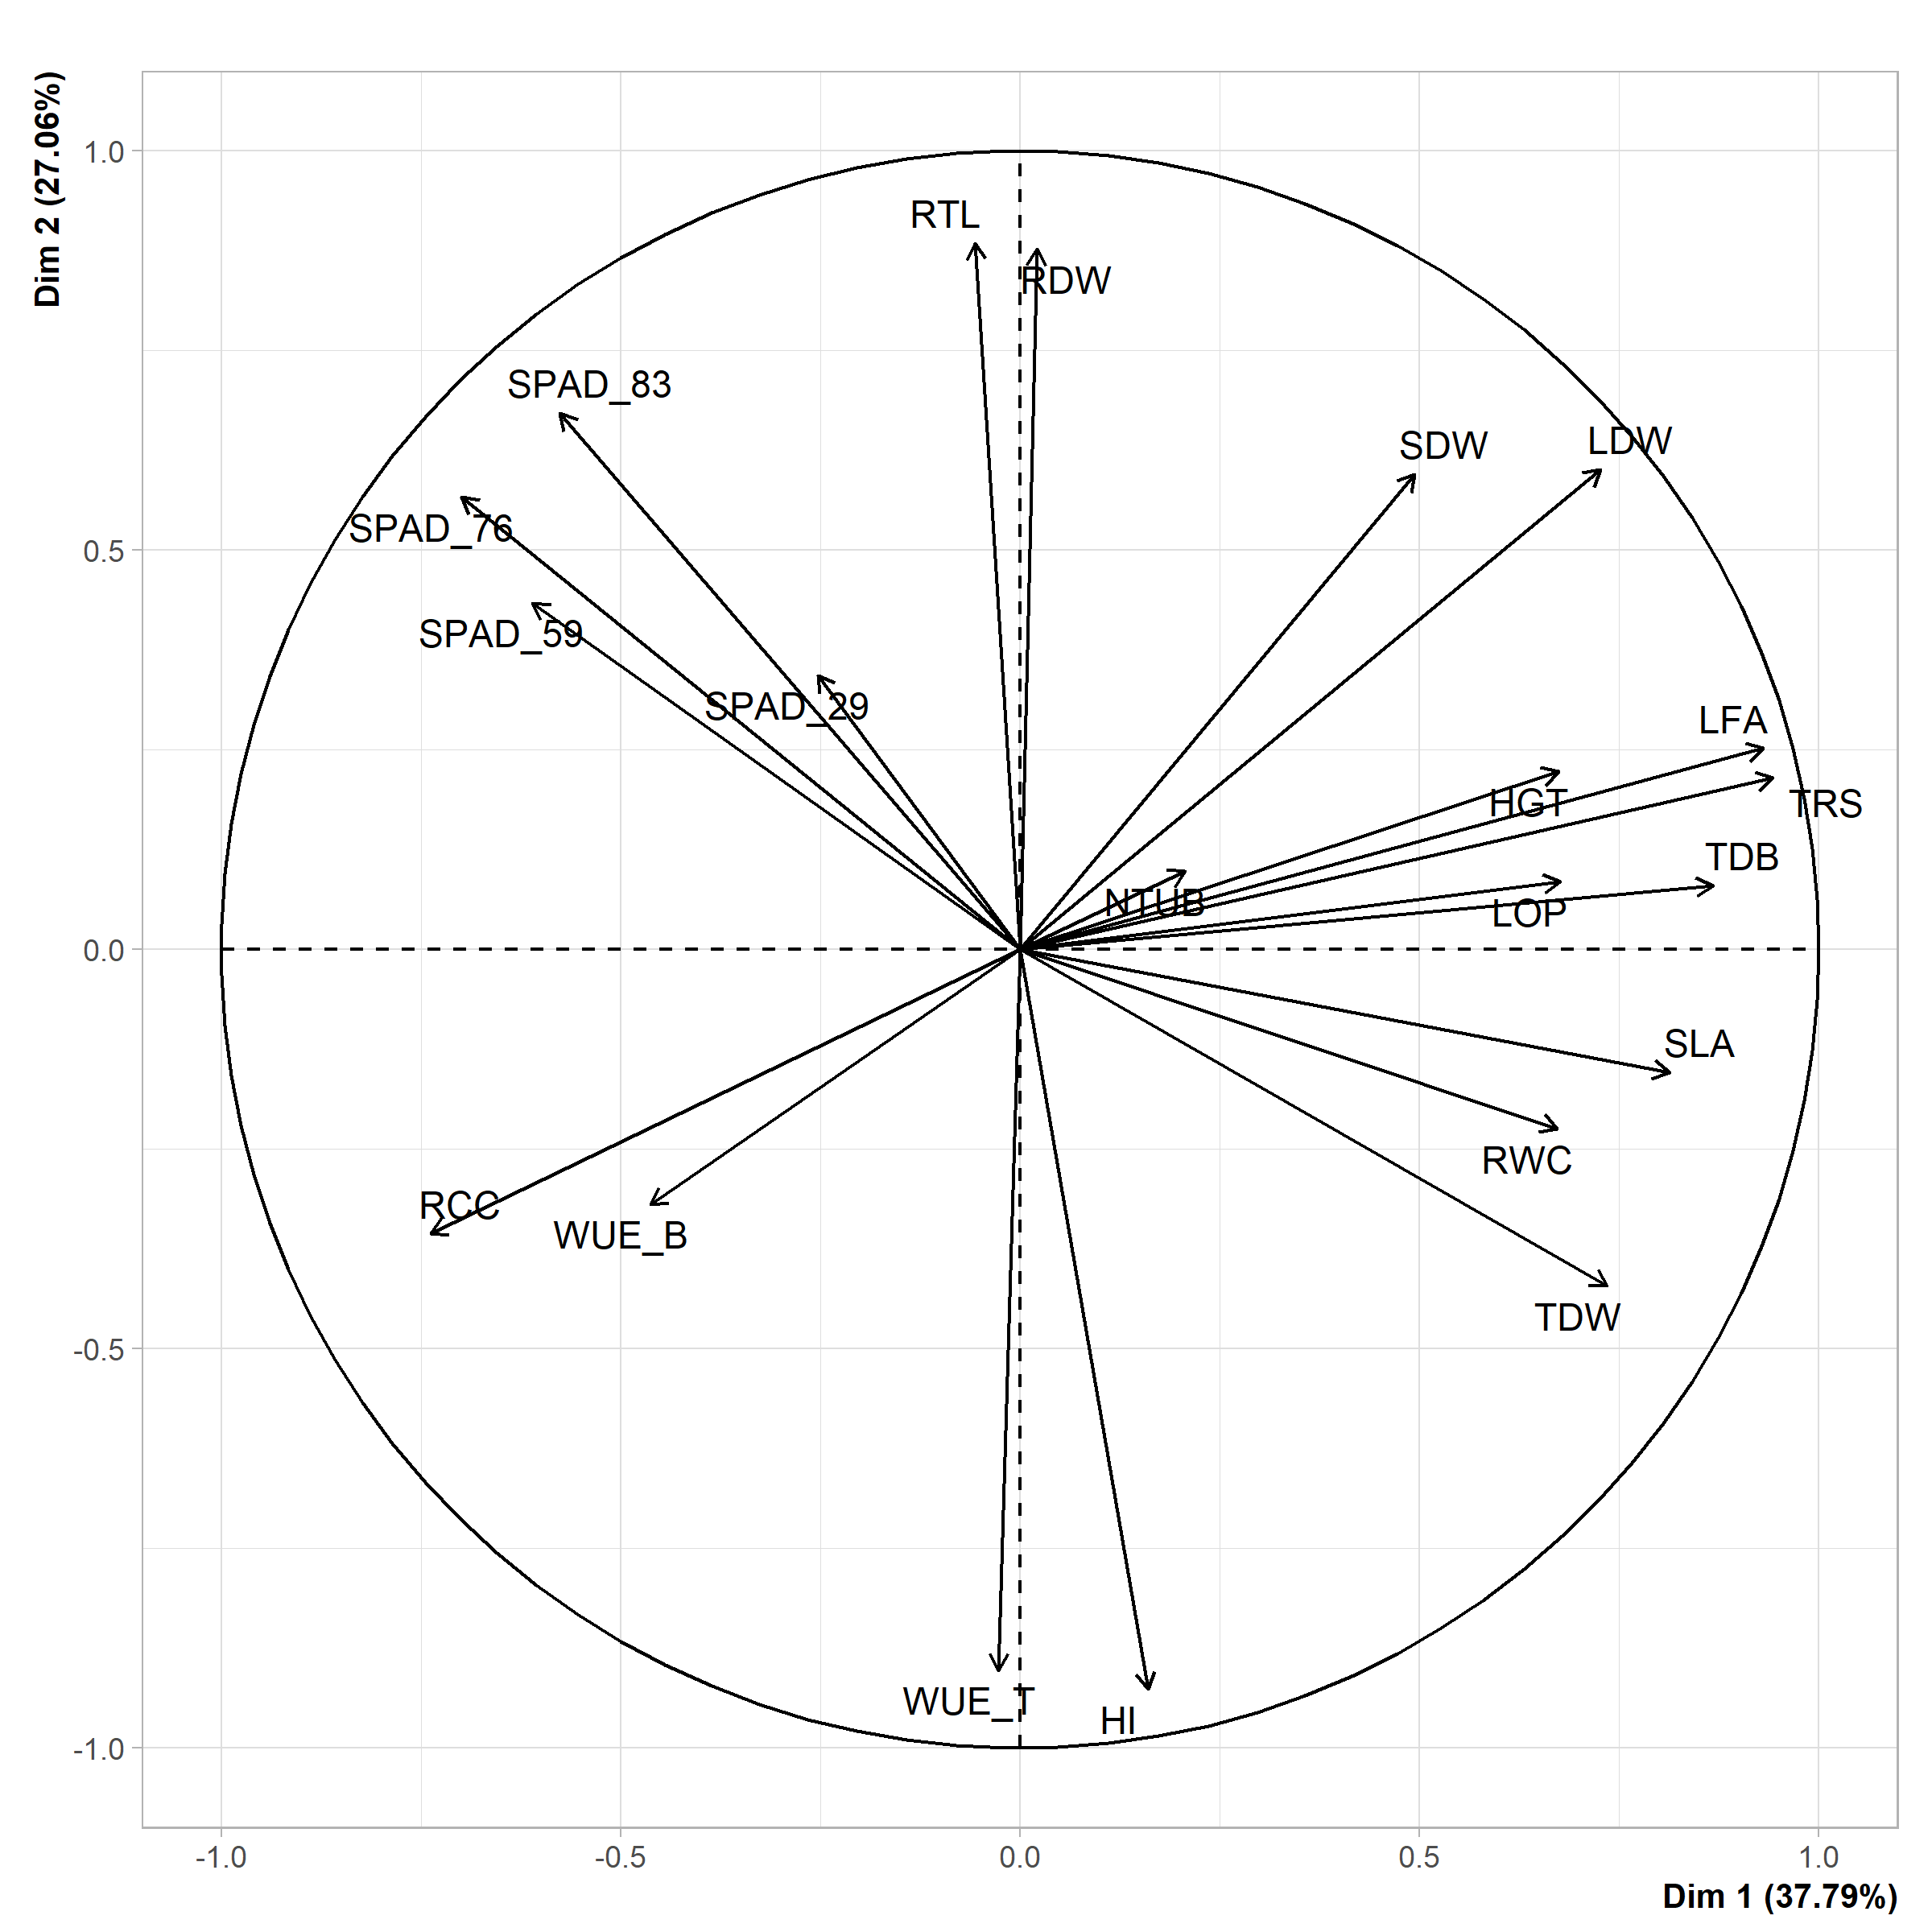 Dim 2 (27.06%)
1.0
0.5
0.0
-0.5
-1.0
RTL
RDW
SPAD_83
SDW
LDW
SPAD_76
SPAD_59
SPAD_29
LFA
HGT
TRS
TDB
NTUB
LOP
SLA
RWC
RCC
WUE_B
TDW
WUE_T
HI
-1.0
-0.5
0.0
0.5
1.0
Dim 1 (37.79%)